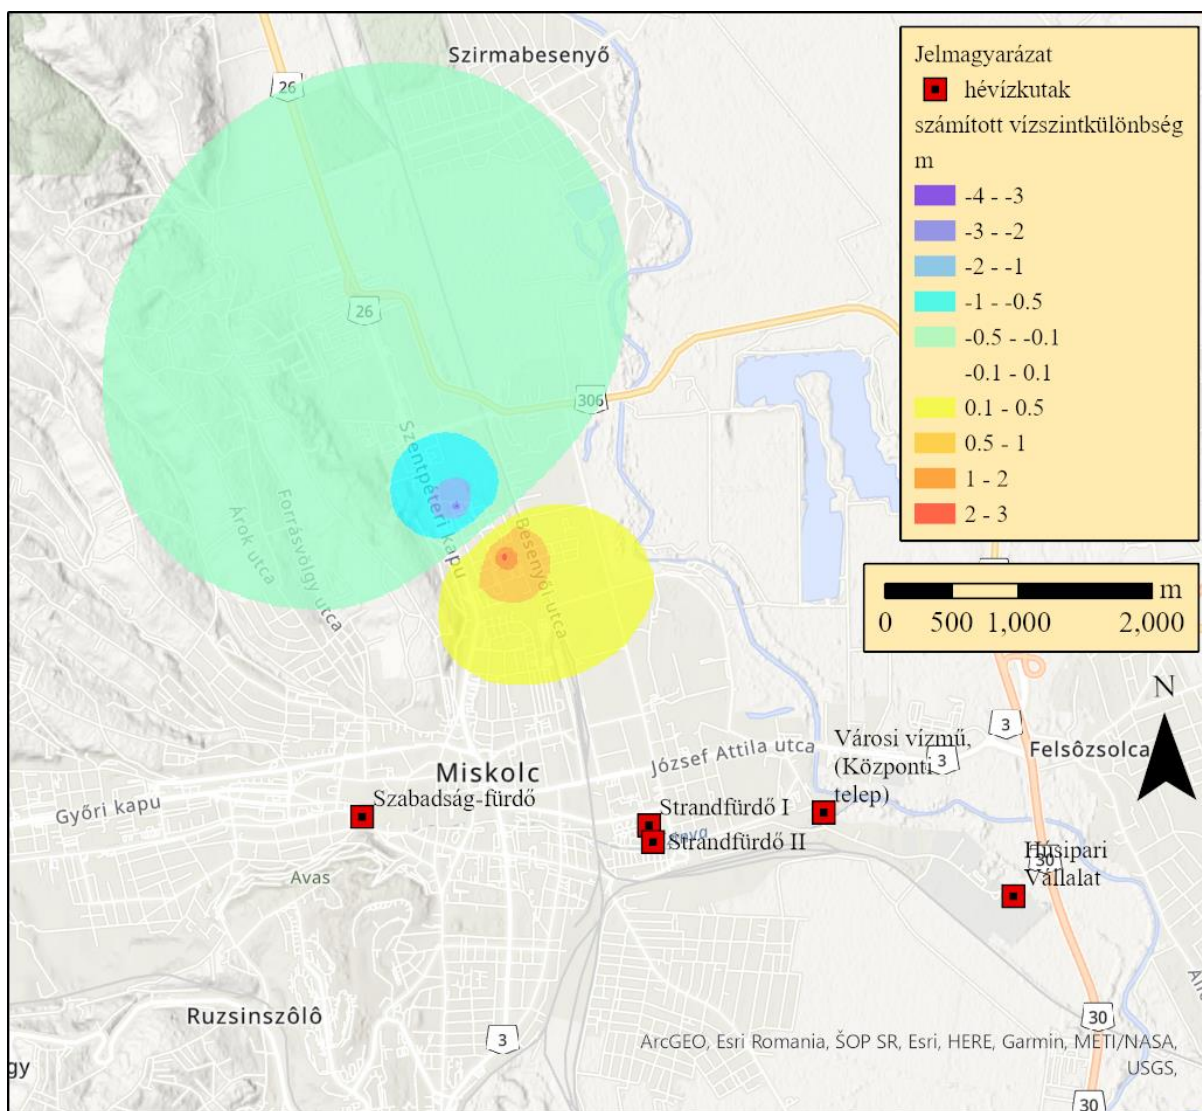 Szirmabesenyő
26
26
306
Szentpéteri kapu
Besenyői utca
Forrásvölgy utca
Árok utca
Jelmagyarázat
hévízkutak
számított vízszintkülönbség
m
-4 - -3
-3 - -2
-2 - -1
-1 - -0.5
-0.5 - -0.1
-0.1 - 0.1
0.1 - 0.5
0.5 - 1
1 - 2
2 - 3
m
0 500 1,000 2,000
N
3
Felsôzsolca
Városi vízmű,
(Központi
telep)
3
József Attila utca
Miskolc
Győri kapu
Szabadság-fürdő
Strandfürdő I
Strandfürdő II
Húsipari
Vállalat
30
Avas
Ruzsinszôlô
3
30
gy
ArcGEO, Esri Romania, ŠOP SR, Esri, HERE, Garmin, METI/NASA,
USGS,
30